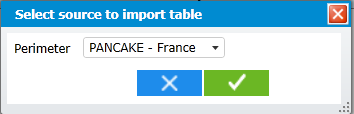 Select source to import table
Perimeter PANCAKE - France